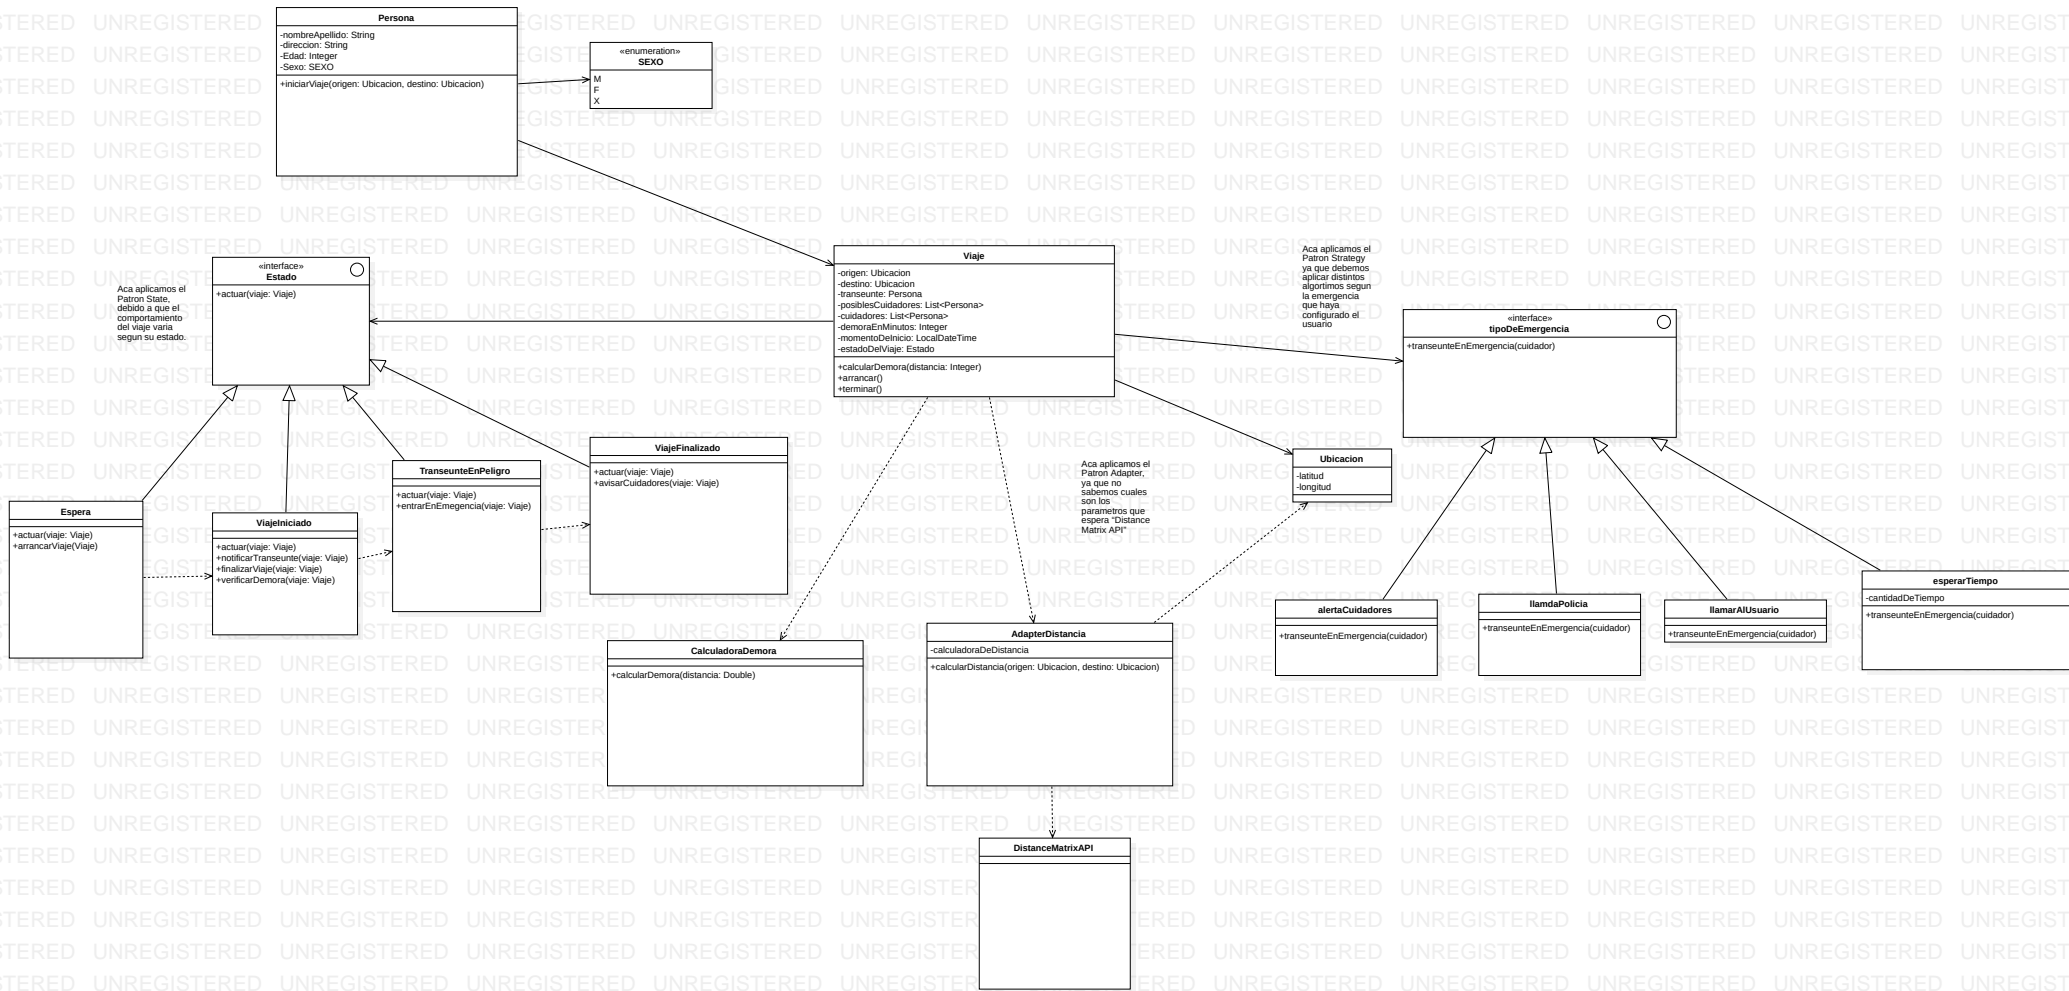 Persona
-nombreApellido: String
-direccion: String
-Edad: Integer
-Sexo: SEXO
+iniciarViaje(origen: Ubicacion, destino: Ubicacion)
«enumeration»
SEXO
M
F
X
«interface»
Estado
+actuar(viaje: Viaje)
Aca aplicamos el
Patron State,
debido a que el
comportamiento
del viaje varia
segun su estado.
Viaje
-origen: Ubicacion
-destino: Ubicacion
-transeunte: Persona
-posiblesCuidadores: List<Persona>
-cuidadores: List<Persona>
-demoraEnMinutos: Integer
-momentoDeInicio: LocalDateTime
-estadoDelViaje: Estado
+calcularDemora(distancia: Integer)
+arrancar()
+terminar()
Aca aplicamos el
Patron Strategy
ya que debemos
aplicar distintos
algortimos segun
la emergencia
que haya
configurado el
usuario
«interface»
tipoDeEmergencia
+transeunteEnEmergencia(cuidador)
Espera
+actuar(viaje: Viaje)
+arrancarViaje(Viaje)
ViajeIniciado
+actuar(viaje: Viaje)
+notificarTranseunte(viaje: Viaje)
+finalizarViaje(viaje: Viaje)
+verificarDemora(viaje: Viaje)
TranseunteEnPeligro
+actuar(viaje: Viaje)
+entrarEnEmegencia(viaje: Viaje)
ViajeFinalizado
+actuar(viaje: Viaje)
+avisarCuidadores(viaje: Viaje)
Aca aplicamos el
Patron Adapter,
ya que no
sabemos cuales
son los
parametros que
espera "Distance
Matrix API"
Ubicacion
-latitud
-longitud
CalculadoraDemora
+calcularDemora(distancia: Double)
AdapterDistancia
-calculadoraDeDistancia
+calcularDistancia(origen: Ubicacion, destino: Ubicacion)
alertaCuidadores
+transeunteEnEmergencia(cuidador)
llamdaPolicia
+transeunteEnEmergencia(cuidador)
llamarAlUsuario
+transeunteEnEmergencia(cuidador)
esperarTiempo
-cantidadDeTiempo
+transeunteEnEmergencia(cuidador)
DistanceMatrixAPI
UNREGISTERED